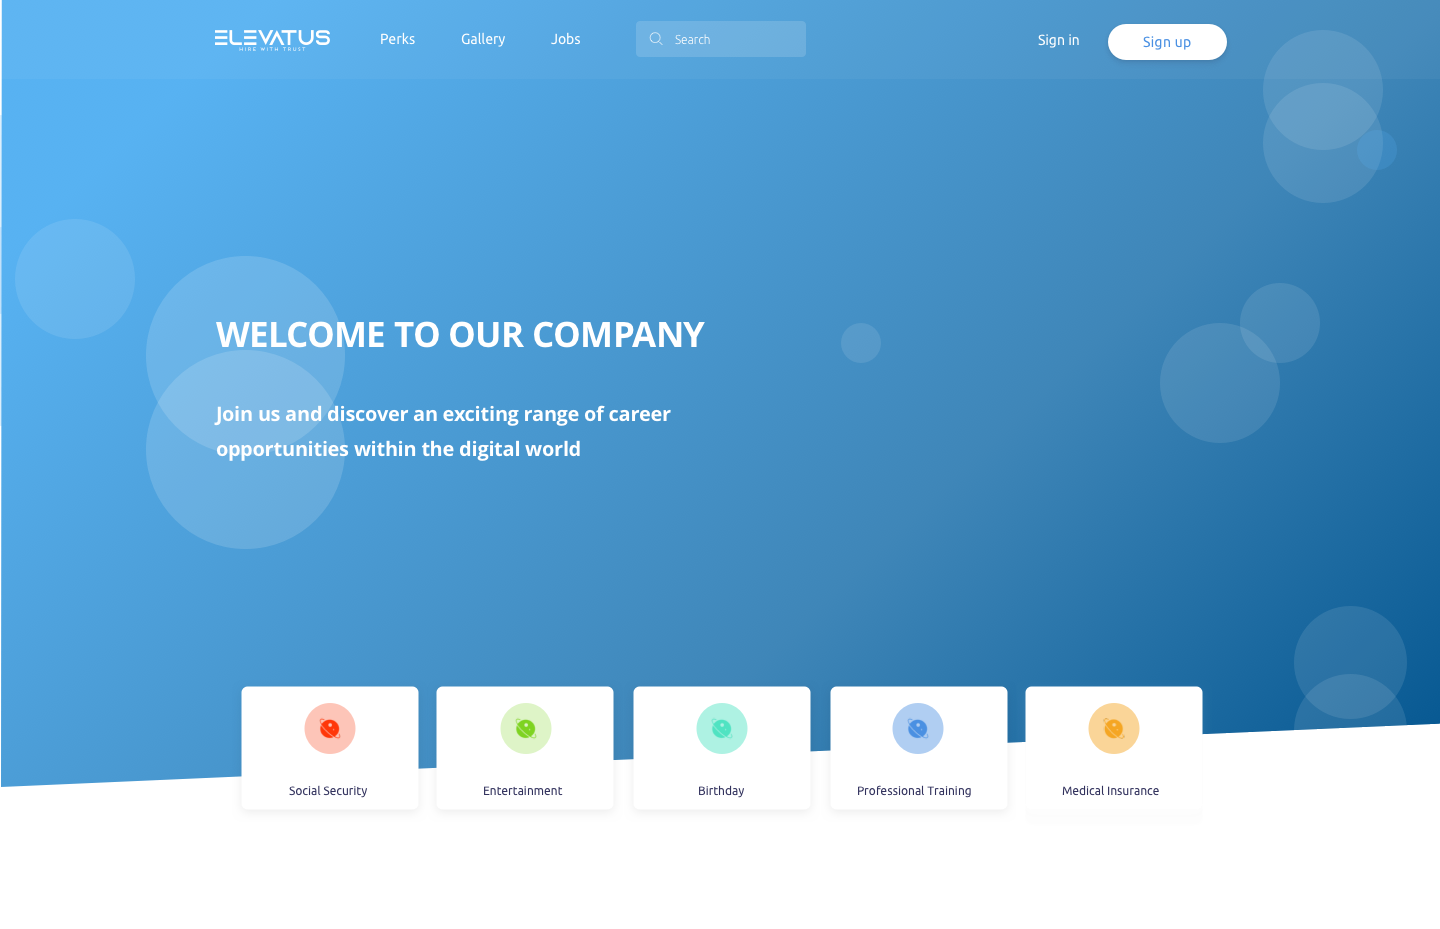 ELEVATUS
HIRE WITH TRUST
Perks
Gallery
Jobs
Search
Sign in
Sign up
WELCOME TO OUR COMPANY
Join us and discover an exciting range of career
opportunities within the digital world
Social Security
Entertainment
Birthday
Professional Training
Medical Insurance